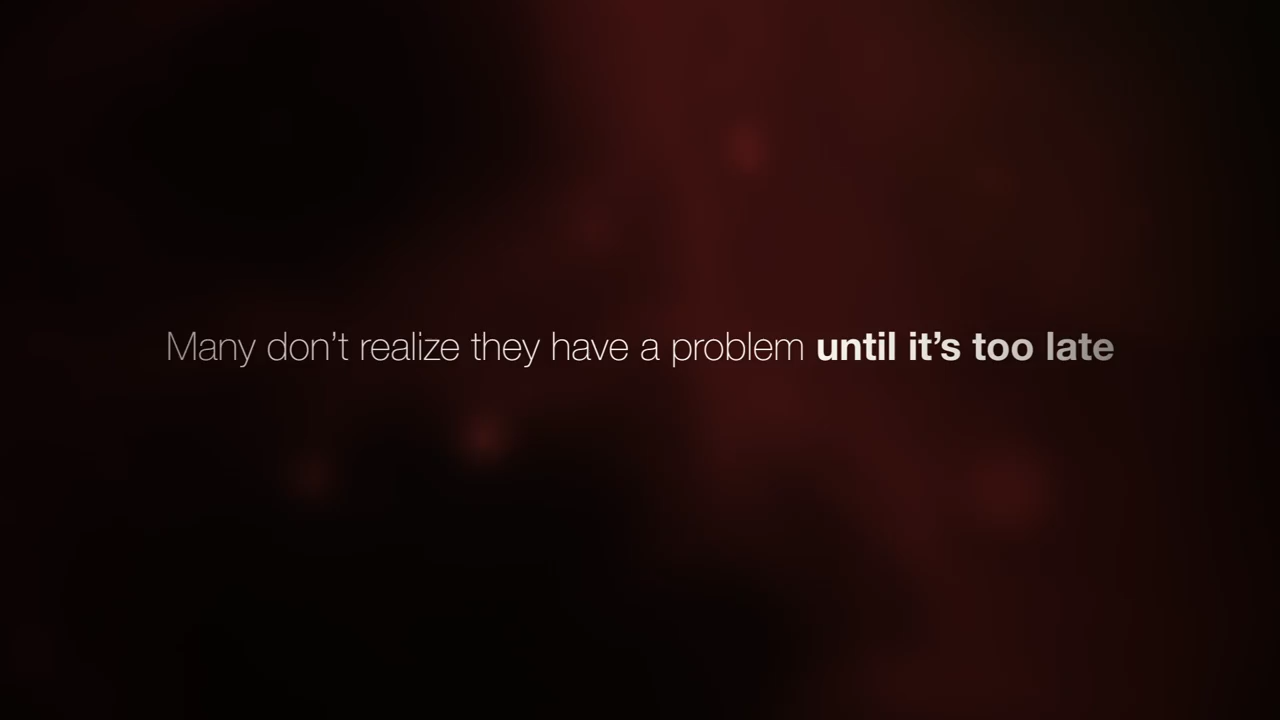 Many don’t realize they have a problem until it’s too late